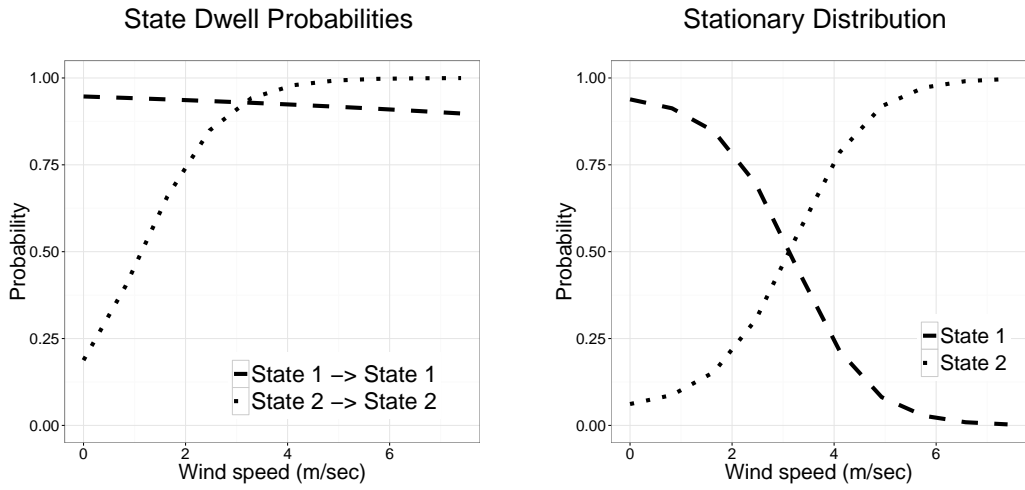 State Dwell Probabilities
Probability
1.00
0.75
0.50
0.25
0.00
State 1 −> State 1
State 2 −> State 2
0
2
4
6
Wind speed (m/sec)
Stationary Distribution
Probability
1.00
0.75
0.50
0.25
0.00
State 1
State 2
0
2
4
6
Wind speed (m/sec)